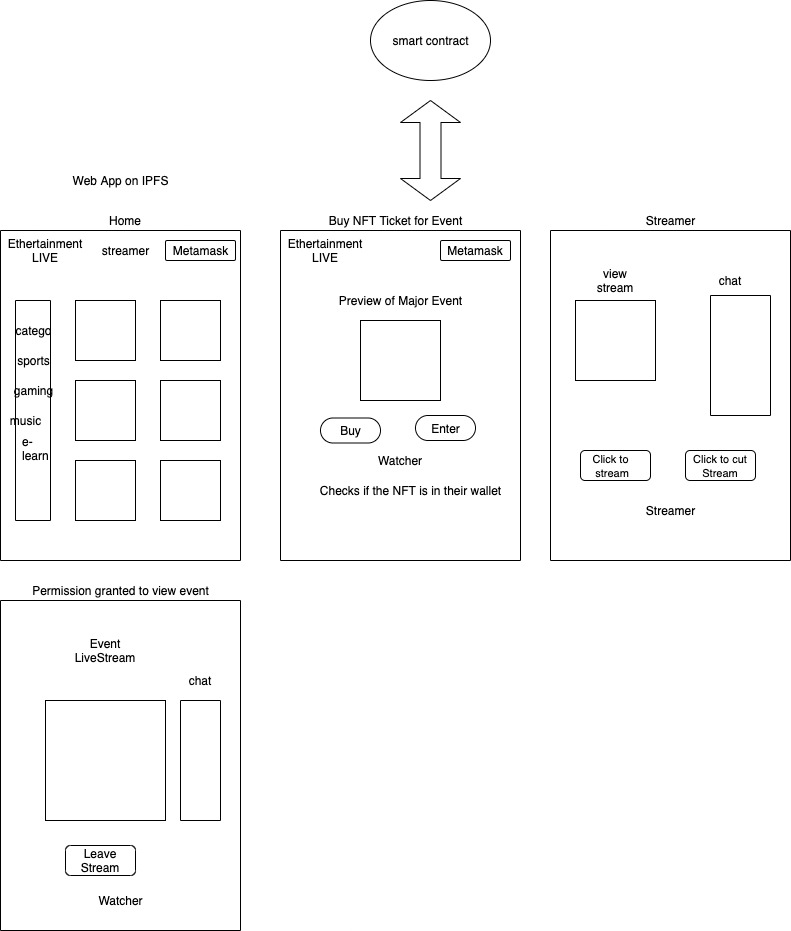 smart contract
Web App on IPFS
Home
Ethertainment
LIVE
streamer
Metamask
catego
sports
gaming
music
e-
learn
Buy NFT Ticket for Event
Ethertainment
LIVE
Metamask
Preview of Major Event
Buy
Enter
Watcher
Checks if the NFT is in their wallet
Streamer
view
stream
chat
Click to
stream
Click to cut
Stream
Streamer
Permission granted to view event
Event
LiveStream
chat
Leave
Stream
Watcher